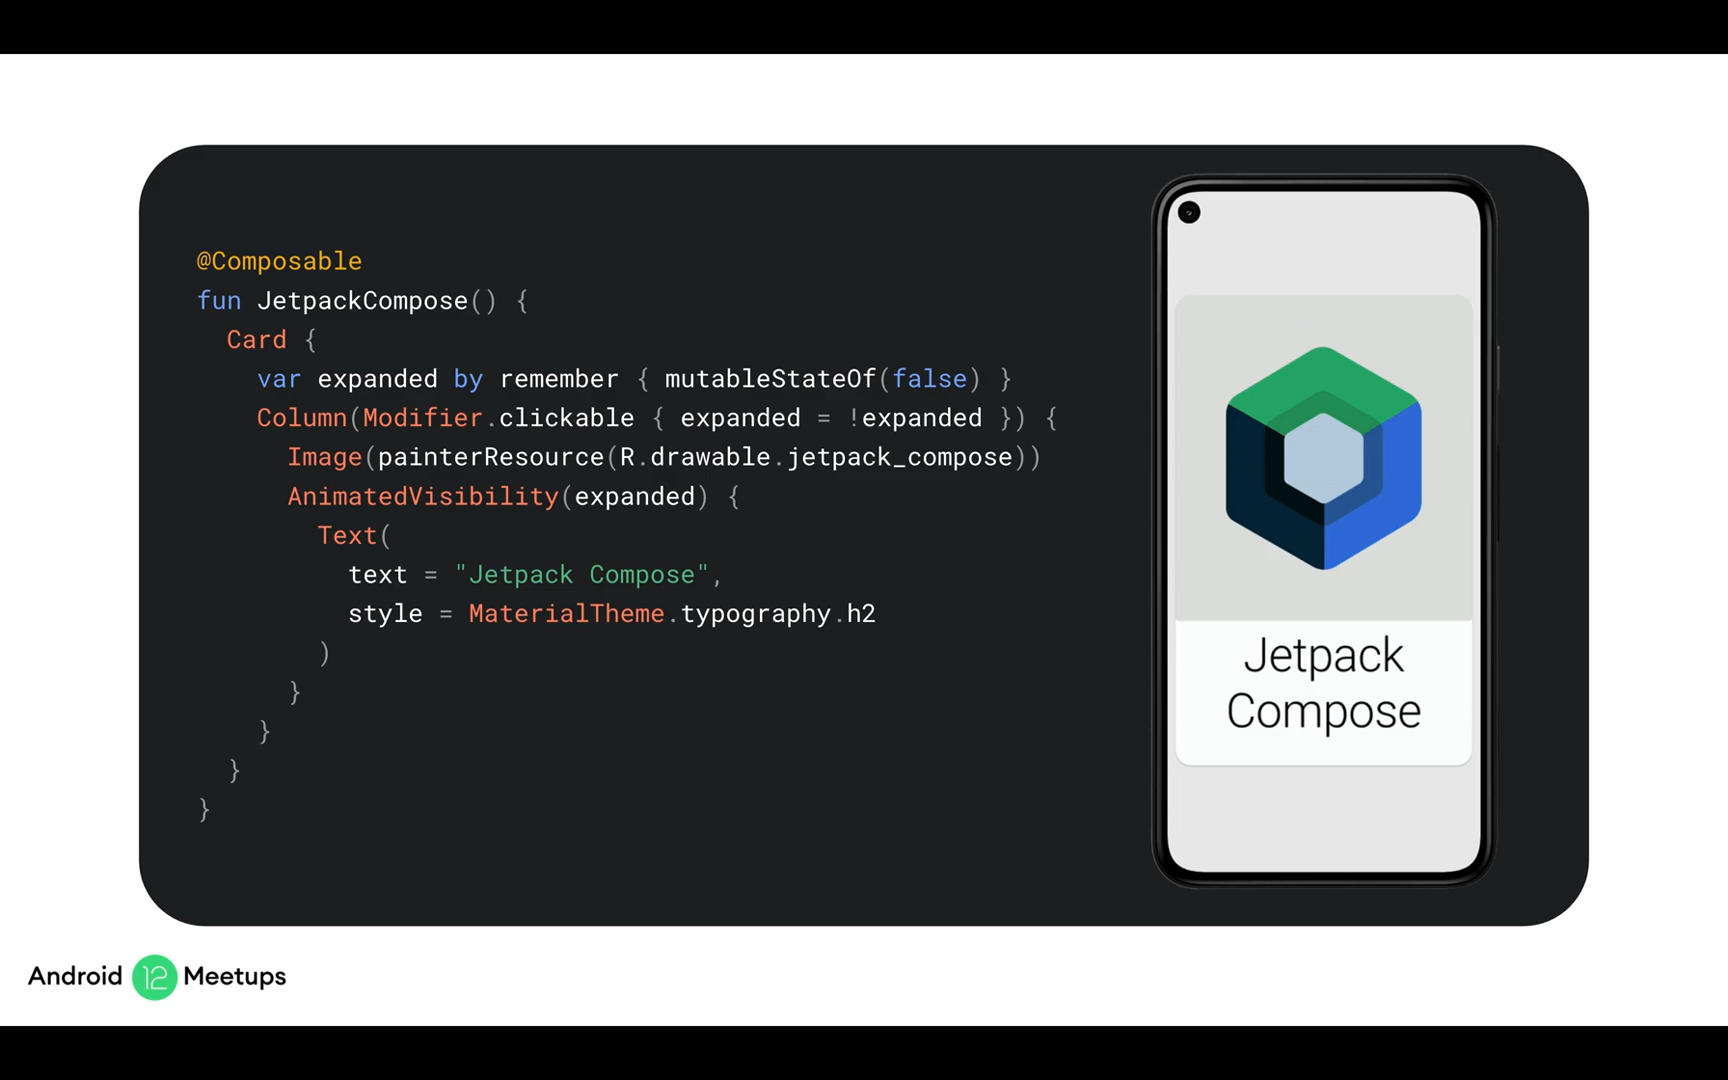 @Composable
fun JetpackCompose() {
  Card {
    var expanded by remember { mutableStateOf(false) }
    Column(Modifier.clickable { expanded = !expanded }) {
      Image(painterResource(R.drawable.jetpack_compose))
      AnimatedVisibility(expanded) {
        Text(
          text = "Jetpack Compose",
          style = MaterialTheme.typography.h2
        )
      }
    }
  }
}
Jetpack
Compose
Android 12 Meetups